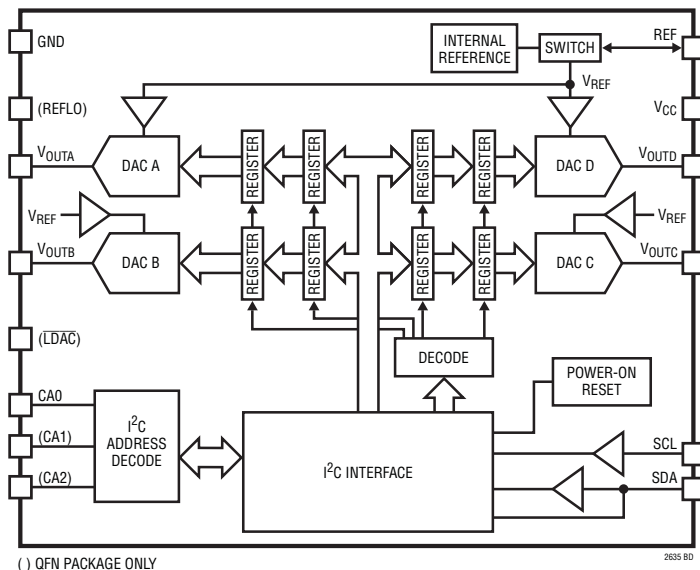 GND
INTERNAL
REFERENCE
SWITCH
REF
(REFLO)
VREF
VCC
VOUTA
DAC A
REGISTER
REGISTER
REGISTER
REGISTER
DAC D
VOUTD
VREF
VREF
VOUTB
DAC B
REGISTER
REGISTER
REGISTER
REGISTER
DAC C
VOUTC
(LDAC)
DECODE
POWER-ON
RESET
CA0
(CA1)
(CA2)
I2C
ADDRESS
DECODE
I2C INTERFACE
SCL
SDA
( ) QFN PACKAGE ONLY
2635 BD